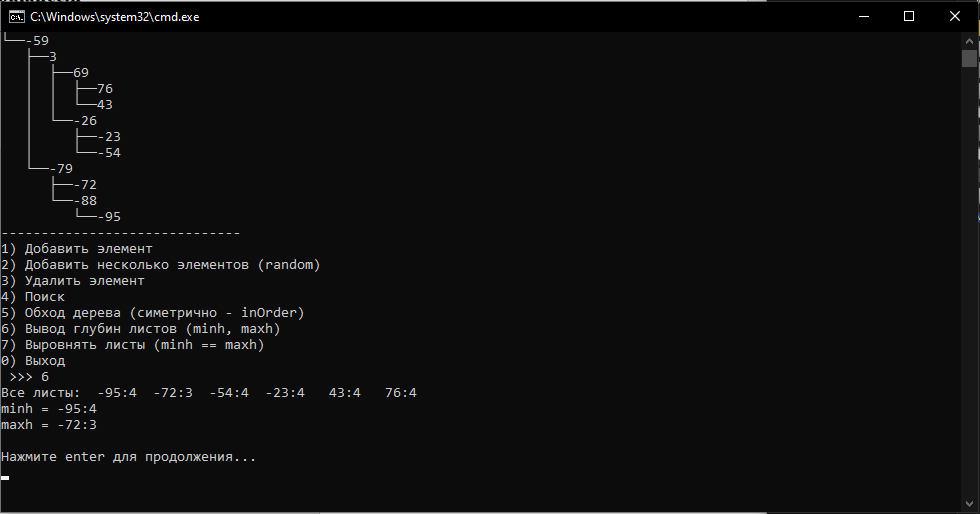 C:\Windows\system32\cmd.exe
└──-59
   ├──3
   │  ├──69
   │  │  ├──76
   │  │  └──43
   │  └──-26
   │     ├──-23
   │     └──-54
   └──-79
      ├──-72
      └──-88
         └──-95
------------------------------
1) Добавить элемент
2) Добавить несколько элементов (random)
3) Удалить элемент
4) Поиск
5) Обход дерева (симетрично - inOrder)
6) Вывод глубин листов (minh, maxh)
7) Выровнять листы (minh == maxh)
0) Выход
 >>> 6
Все листы:  -95:4  -72:3  -54:4  -23:4   43:4   76:4
minh = -95:4
maxh = -72:3
Нажмите enter для продолжения...